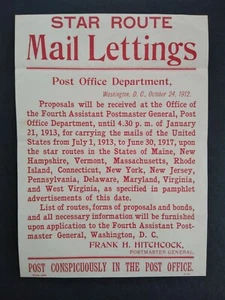 STAR ROUTE
Mail Lettings
Post Office Department,
Washington, D. C., October 24, 1912.
Proposals will be received at the Office of
the Fourth Assistant Postmaster General, Post
Office Department, until 4.30 p. m. of January
21, 1913, for carrying the mails of the United
States from July 1, 1913, to June 30, 1917, upon
the star routes in the States of Maine, New
Hampshire, Vermont, Massachusetts, Rhode
Island, Connecticut, New York, New Jersey,
Pennsylvania, Delaware, Maryland, Virginia,
and West Virginia, as specified in pamphlet
advertisements of this date.
List of routes, forms of proposals and bonds,
and all necessary information will be furnished
upon application to the Fourth Assistant Post-
master General, Washington, D. C.
FRANK H. HITCHCOCK,
POSTMASTER GENERAL.
POST CONSPICUOUSLY IN THE POST OFFICE.